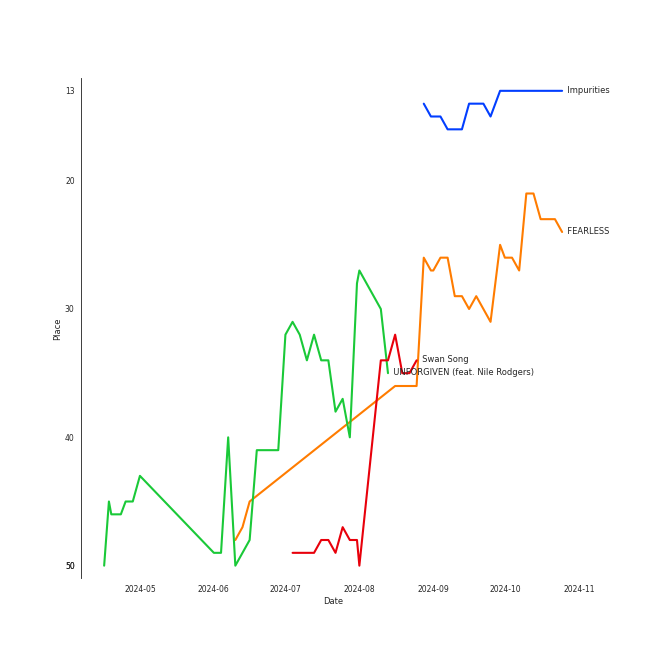 13
Impurities
20
FEARLESS
30
Place
Swan Song
UNFORGIVEN (feat. Nile Rodgers)
40
50
2024-05
2024-06
2024-07
2024-08
2024-09
2024-10
2024-11
Date